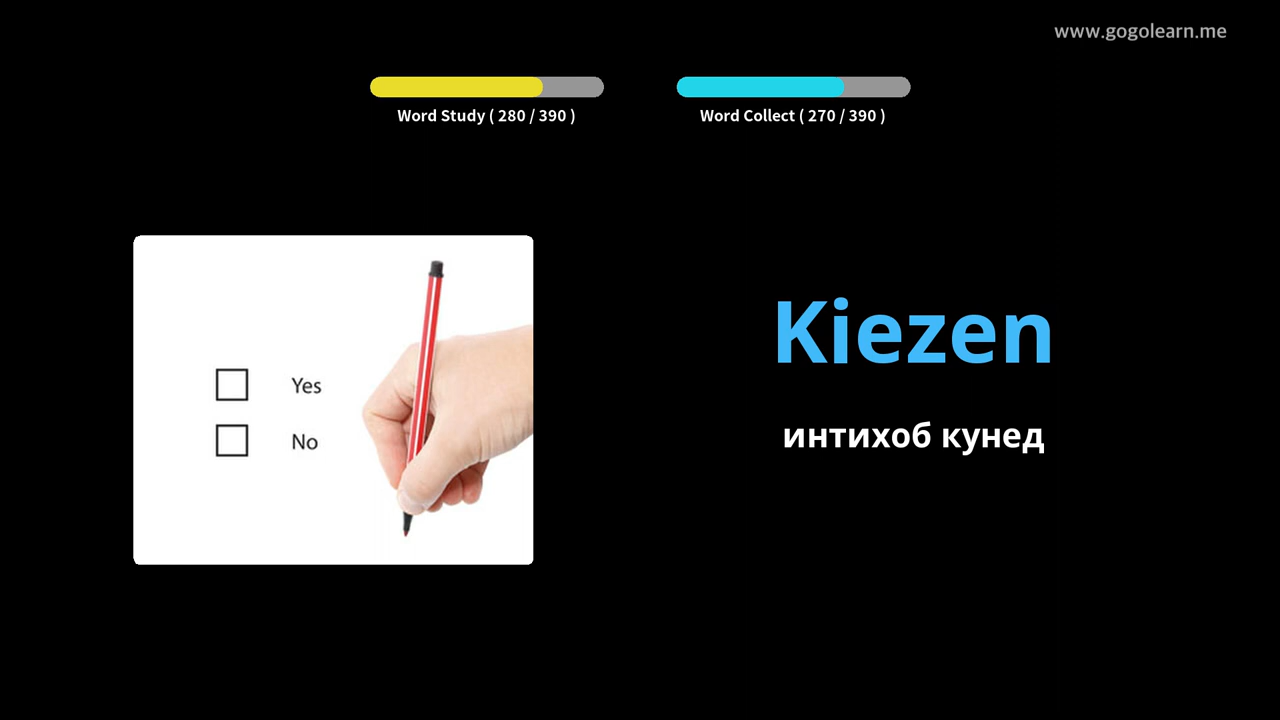 www.gogolearn.me
Word Study ( 280 / 390 )
Word Collect ( 270 / 390 )
Yes
No
Kiezen
интихоб кунед